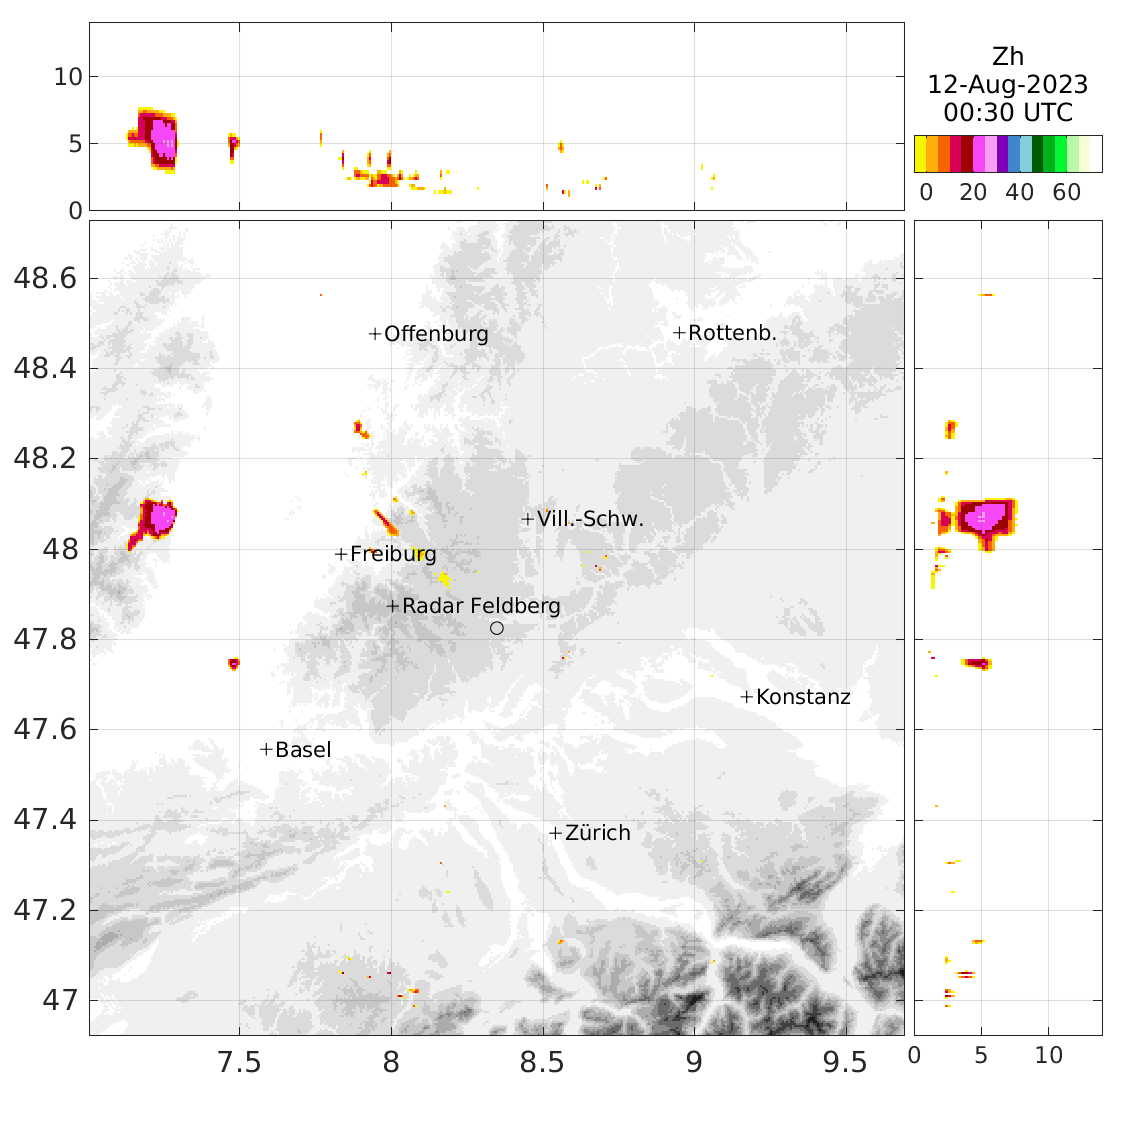 10
5
0
Zh
12-Aug-2023
00:30 UTC
0 20 40 60
48.6
48.4
48.2
48
47.8
47.6
47.4
47.2
47
Offenburg
Rottenb.
Vill.-Schw.
Freiburg
Radar Feldberg
Konstanz
Basel
Zürich
7.5 8 8.5 9 9.5
0 5 10